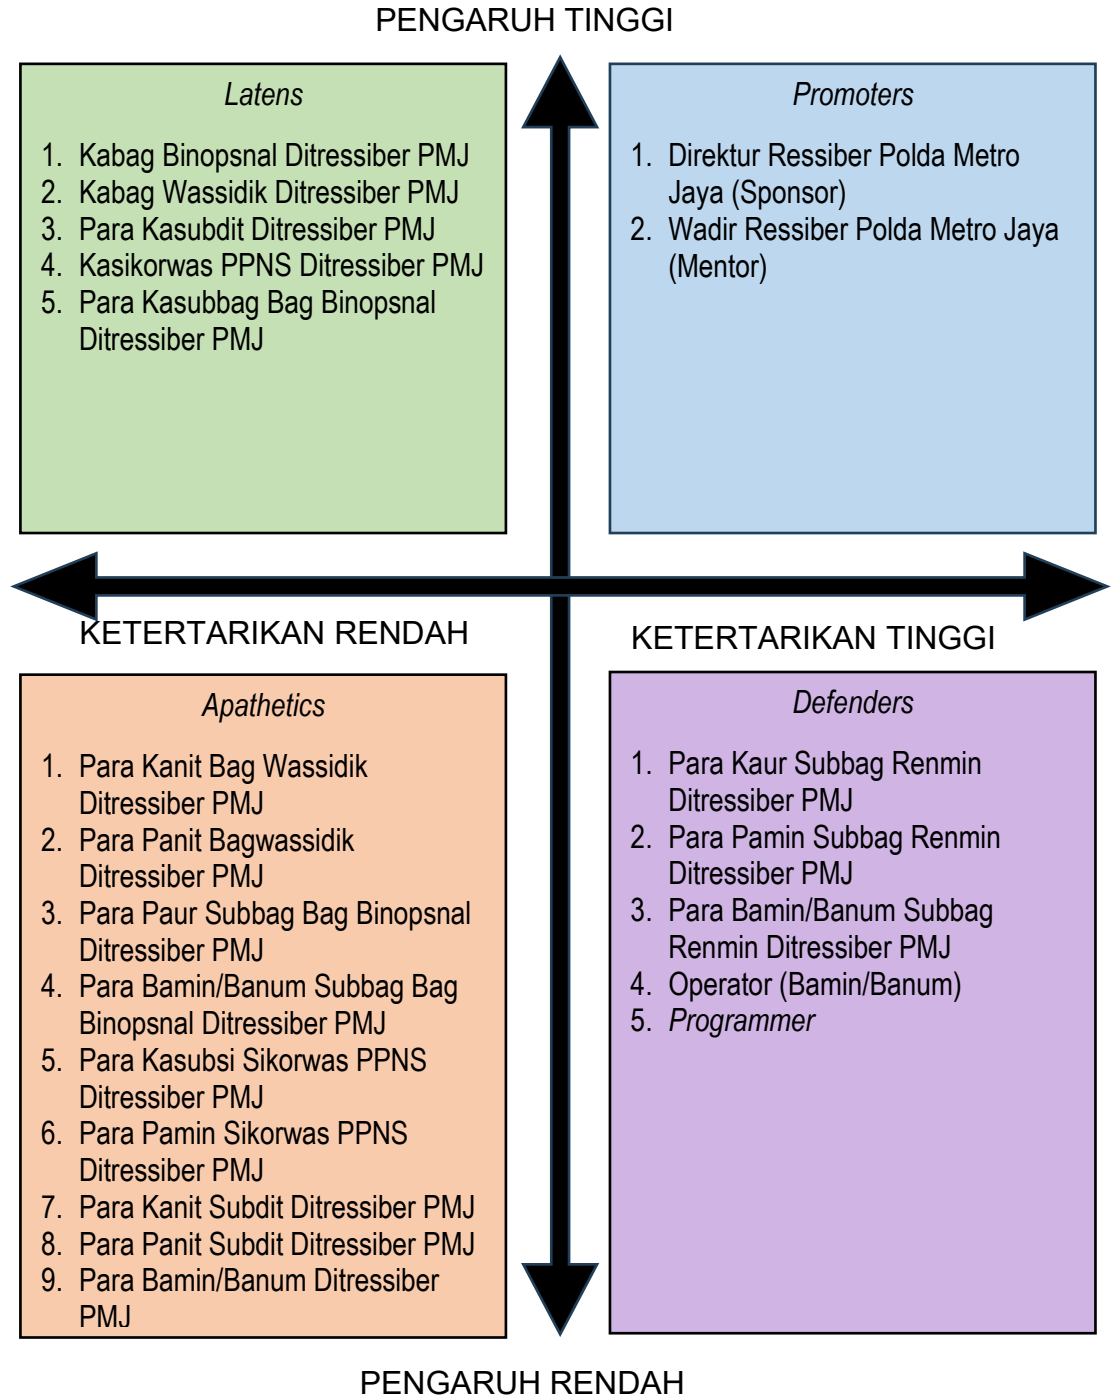 PENGARUH TINGGI
Latens
1. Kabag Binopsnal Ditressiber PMJ
2. Kabag Wassidik Ditressiber PMJ
3. Para Kasubdit Ditressiber PMJ
4. Kasikorwas PPNS Ditressiber PMJ
5. Para Kasubbag Bag Binopsnal
Ditressiber PMJ
Promoters
1. Direktur Ressiber Polda Metro
Jaya (Sponsor)
2. Wadir Ressiber Polda Metro Jaya
(Mentor)
KETERTARIKAN RENDAH
KETERTARIKAN TINGGI
Apathetics
1. Para Kanit Bag Wassidik
Ditressiber PMJ
2. Para Panit Bagwassidik
Ditressiber PMJ
3. Para Paur Subbag Bag Binopsnal
Ditressiber PMJ
4. Para Bamin/Banum Subbag Bag
Binopsnal Ditressiber PMJ
5. Para Kasubsi Sikorwas PPNS
Ditressiber PMJ
6. Para Pamin Sikorwas PPNS
Ditressiber PMJ
7. Para Kanit Subdit Ditressiber PMJ
8. Para Panit Subdit Ditressiber PMJ
9. Para Bamin/Banum Ditressiber
PMJ
Defenders
1. Para Kaur Subbag Renmin
Ditressiber PMJ
2. Para Pamin Subbag Renmin
Ditressiber PMJ
3. Para Bamin/Banum Subbag
Renmin Ditressiber PMJ
4. Operator (Bamin/Banum)
5. Programmer
PENGARUH RENDAH